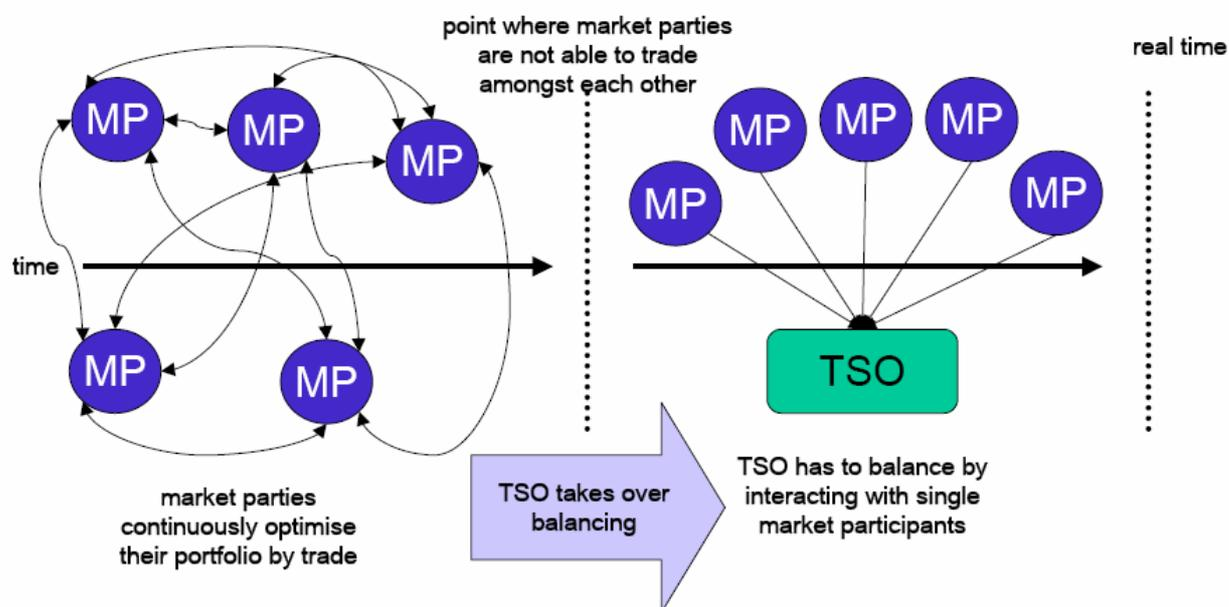 point where market parties
are not able to trade
amongst each other
real time
MP
MP
MP
MP
MP
MP
MP
MP
time
MP
MP
TSO
market parties
continuously optimise
their portfolio by trade
TSO takes over
balancing
TSO has to balance by
interacting with single
market participants